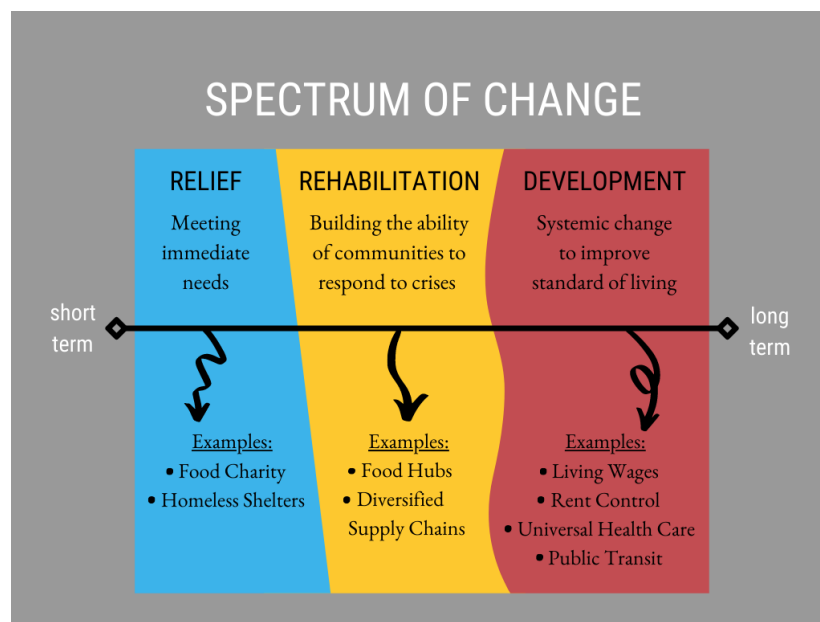 SPECTRUM OF CHANGE
RELIEF
Meeting
immediate
needs
REHABILITATION
Building the ability
of communities to
respond to crises
DEVELOPMENT
Systemic change
to improve
standard of living
short
term
long
term
Examples:
• Food Charity
• Homeless Shelters
Examples:
• Food Hubs
• Diversified
Supply Chains
Examples:
• Living Wages
• Rent Control
• Universal Health Care
• Public Transit